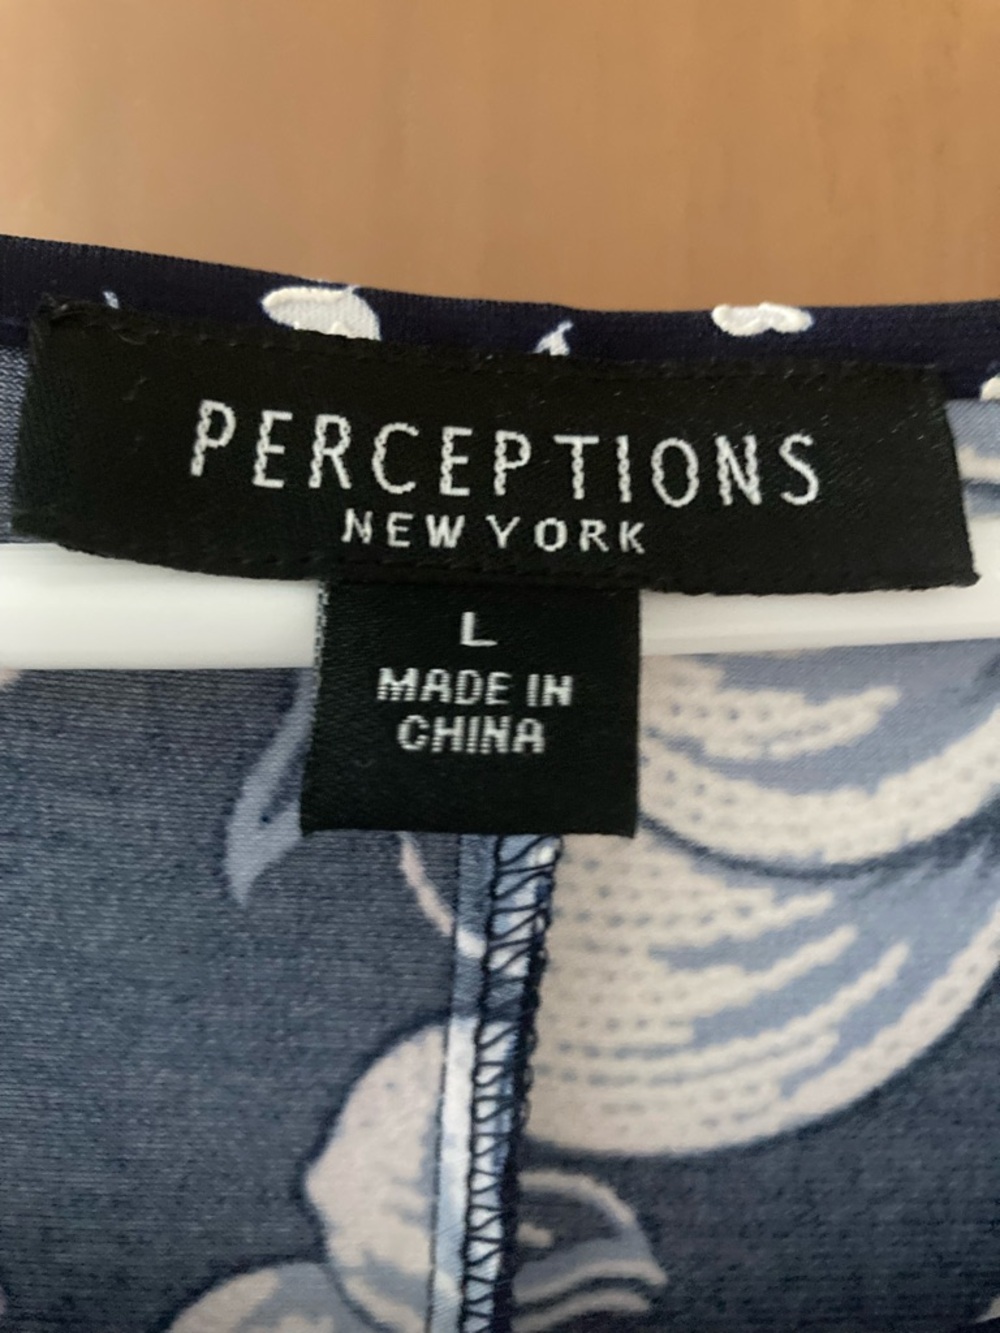 PERCEPTIONS
NEW YORK
L
MADE IN
CHINA